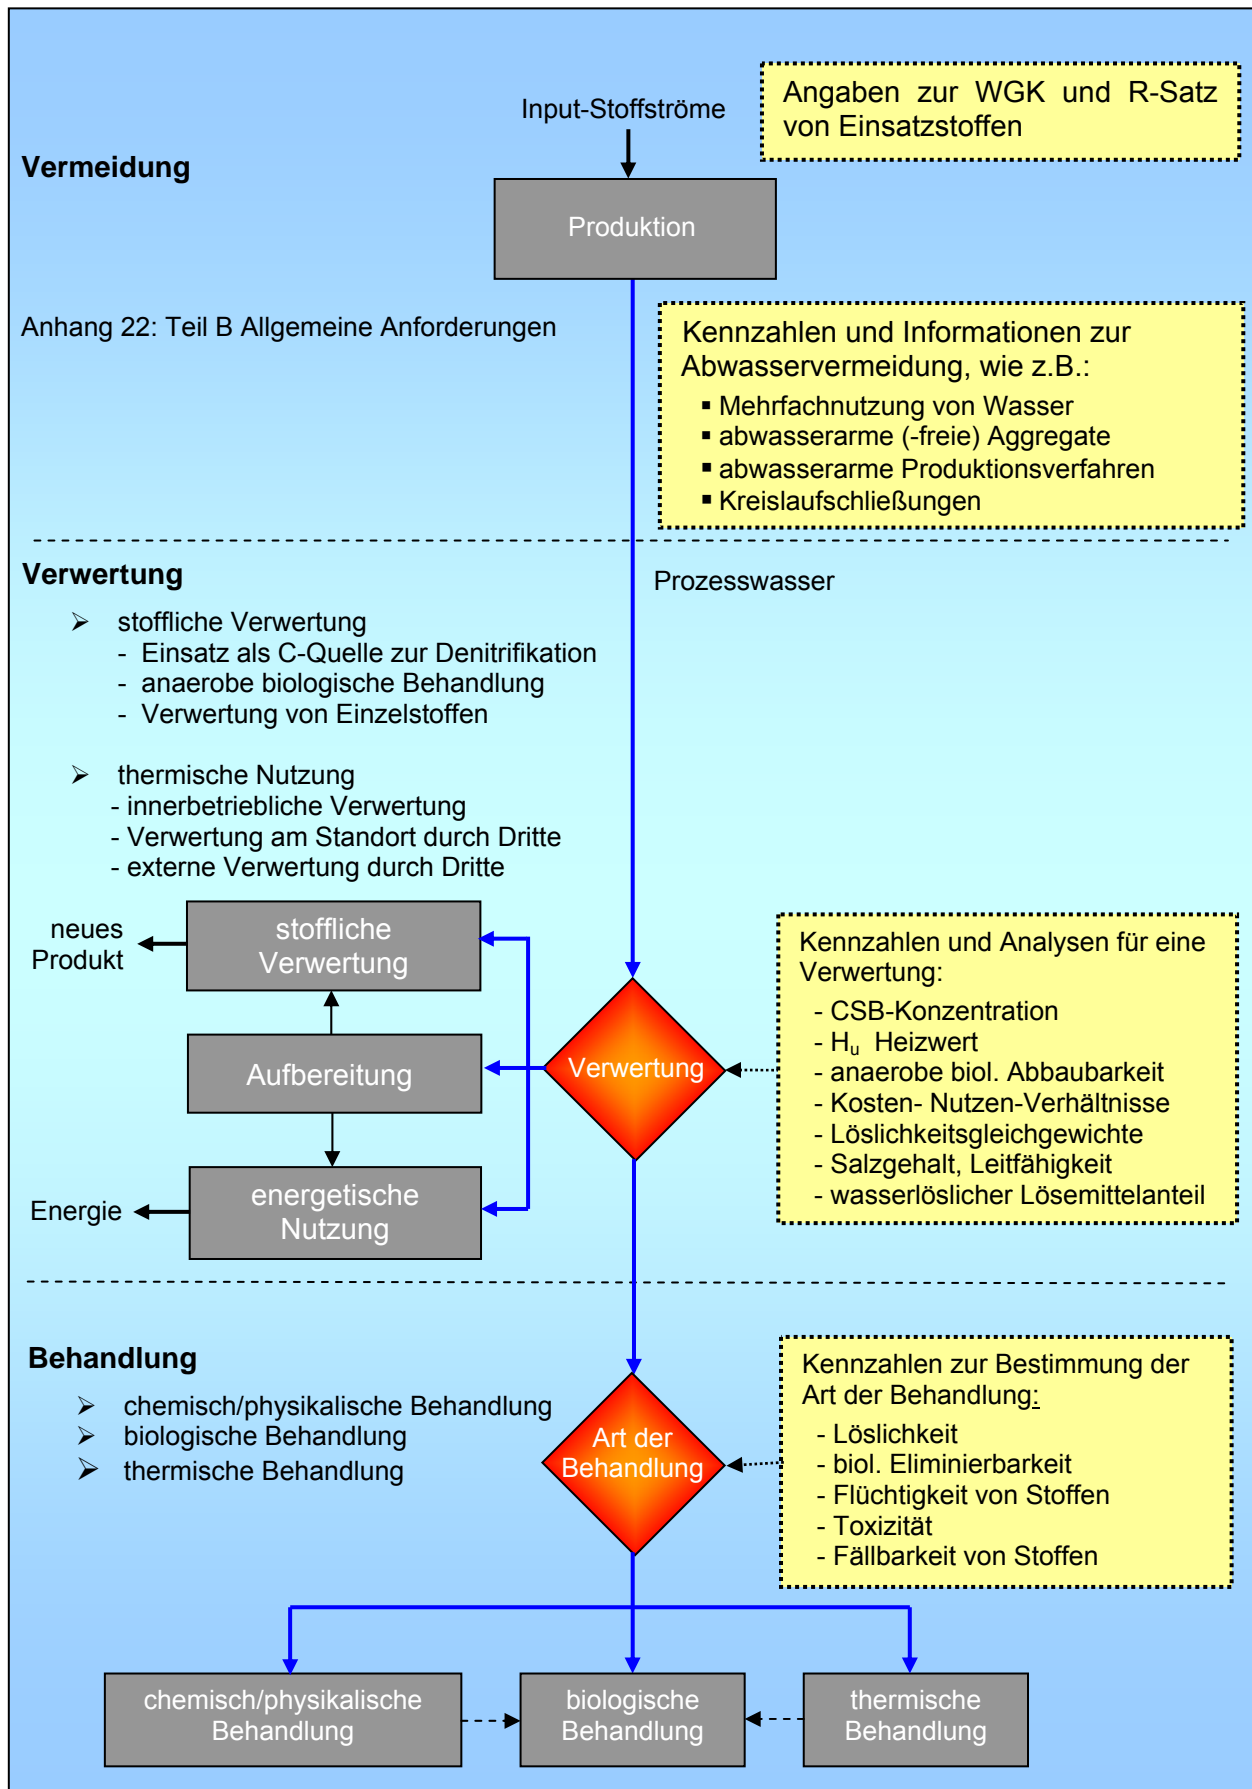 Angaben zur WGK und R-Satz
von Einsatzstoffen
Input-Stoffströme
Vermeidung
Produktion
Anhang 22: Teil B Allgemeine Anforderungen
Kennzahlen und Informationen zur
Abwasservermeidung, wie z.B.:
▪ Mehrfachnutzung von Wasser
▪ abwasserarme (-freie) Aggregate
▪ abwasserarme Produktionsverfahren
▪ Kreislaufschließungen
Verwertung
Prozesswasser
➢ stoffliche Verwertung
- Einsatz als C-Quelle zur Denitrifikation
- anaerobe biologische Behandlung
- Verwertung von Einzelstoffen
➢ thermische Nutzung
- innerbetriebliche Verwertung
- Verwertung am Standort durch Dritte
- externe Verwertung durch Dritte
neues
Produkt
stoffliche
Verwertung
Aufbereitung
Energie
energetische
Nutzung
Verwertung
Kennzahlen und Analysen für eine
Verwertung:
- CSB-Konzentration
- Hu Heizwert
- anaerobe biol. Abbaubarkeit
- Kosten- Nutzen-Verhältnisse
- Löslichkeitsgleichgewichte
- Salzgehalt, Leitfähigkeit
- wasserlöslicher Lösemittelanteil
Behandlung
➢ chemisch/physikalische Behandlung
➢ biologische Behandlung
➢ thermische Behandlung
Art der
Behandlung
Kennzahlen zur Bestimmung der
Art der Behandlung:
- Löslichkeit
- biol. Eliminierbarkeit
- Flüchtigkeit von Stoffen
- Toxizität
- Fällbarkeit von Stoffen
chemisch/physikalische
Behandlung
biologische
Behandlung
thermische
Behandlung